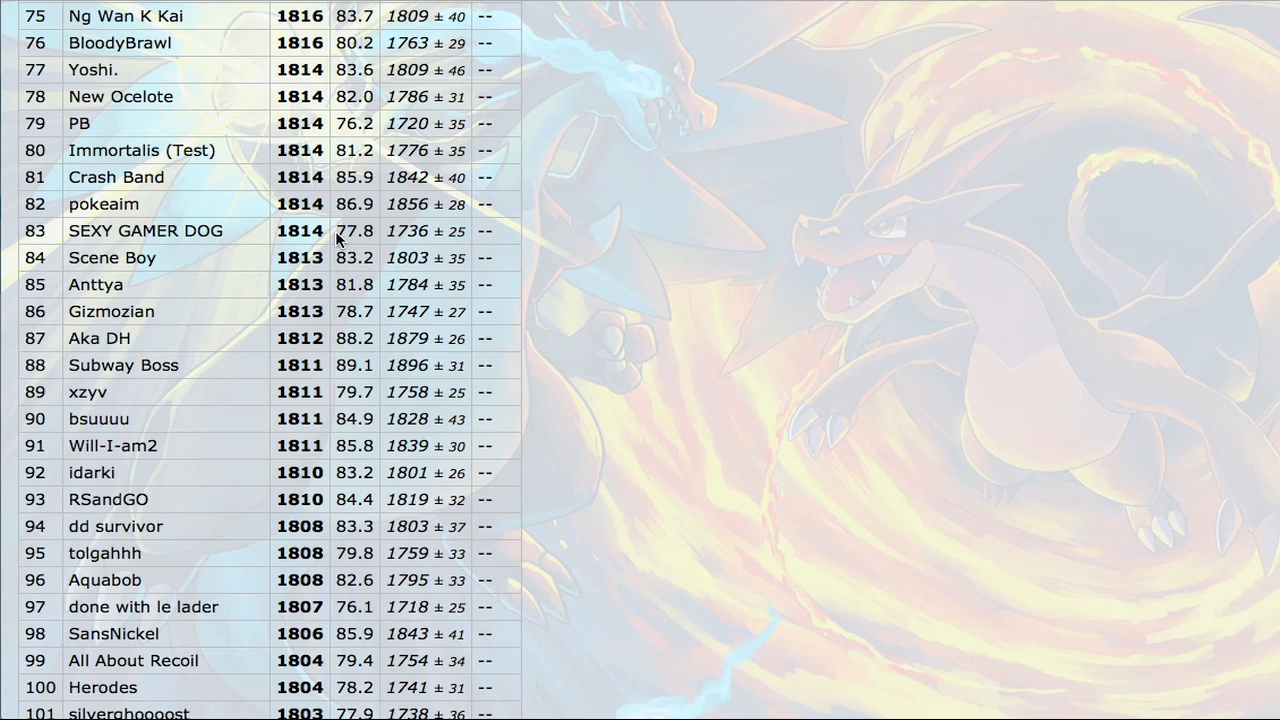 75 Ng Wan K Kai 1816 83.7 1809 ± 40 --
76 BloodyBrawl 1816 80.2 1763 ± 29 --
77 Yoshi. 1814 83.6 1809 ± 46 --
78 New Ocelote 1814 82.0 1786 ± 31 --
79 PB 1814 76.2 1720 ± 35 --
80 Immortalis (Test) 1814 81.2 1776 ± 35 --
81 Crash Band 1814 85.9 1842 ± 40 --
82 pokeaim 1814 86.9 1856 ± 28 --
83 SEXY GAMER DOG 1814 77.8 1736 ± 25 --
84 Scene Boy 1813 83.2 1803 ± 35 --
85 Anttya 1813 81.8 1784 ± 35 --
86 Gizmozian 1813 78.7 1747 ± 27 --
87 Aka DH 1812 88.2 1879 ± 26 --
88 Subway Boss 1811 89.1 1896 ± 31 --
89 xzyv 1811 79.7 1758 ± 25 --
90 bsuuuu 1811 84.9 1828 ± 43 --
91 Will-I-am2 1811 85.8 1839 ± 30 --
92 idarki 1810 83.2 1801 ± 26 --
93 RSandGO 1810 84.4 1819 ± 32 --
94 dd survivor 1808 83.3 1803 ± 37 --
95 tolgahhh 1808 79.8 1759 ± 33 --
96 Aquabob 1808 82.6 1795 ± 33 --
97 done with le lader 1807 76.1 1718 ± 25 --
98 SansNickel 1806 85.9 1843 ± 41 --
99 All About Recoil 1804 79.4 1754 ± 34 --
100 Herodes 1804 78.2 1741 ± 31 --
101 silverghoooost 1803 77.9 1738 ± 36 --